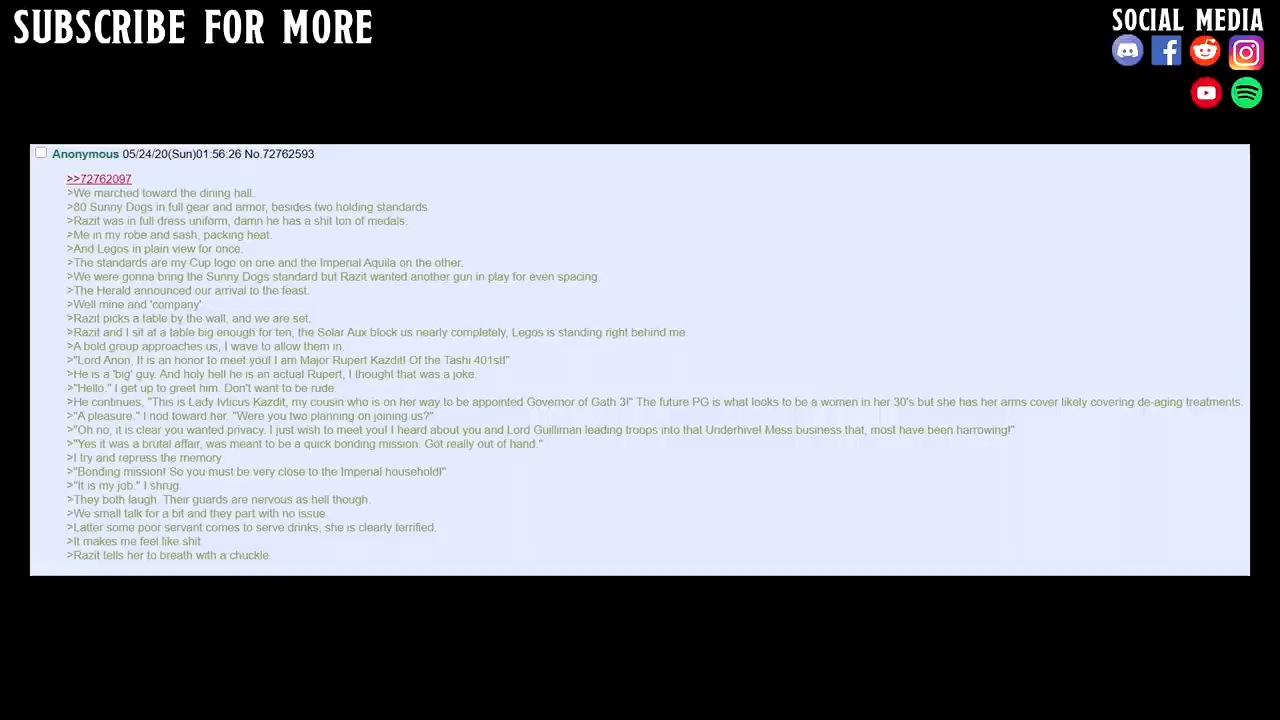 SUBSCRIBE FOR MORE
SOCIAL MEDIA
Anonymous 05/24/20(Sun)01:56:26 No.72762593
>>72762097
>We marched toward the dining hall.
>80 Sunny Dogs in full gear and armor, besides two holding standards.
>Razit was in full dress uniform, damn he has a shit ton of medals.
>Me in my robe and sash, packing heat.
>And Legos in plain view for once.
>The standards are my Cup logo on one and the Imperial Aquila on the other.
>We were gonna bring the Sunny Dogs standard but Razit wanted another gun in play for even spacing.
>The Herald announced our arrival to the feast.
>Well mine and 'company'.
>Razit picks a table by the wall, and we are set.
>Razit and I sit at a table big enough for ten, the Solar Aux block us nearly completely, Legos is standing right behind me.
>A bold group approaches us, I wave to allow them in.
>"Lord Anon, It is an honor to meet you! I am Major Rupert Kazdit! Of the Tashi 401st!"
>He is a 'big' guy. And holy hell he is an actual Rupert, I thought that was a joke.
>"Hello." I get up to greet him. Don't want to be rude.
>He continues, "This is Lady Ivticus Kazdit, my cousin who is on her way to be appointed Governor of Gath 3!" The future PG is what looks to be a women in her 30's but she has her arms cover likely covering de-aging treatments.
>"A pleasure." I nod toward her. "Were you two planning on joining us?"
>"Oh no, it is clear you wanted privacy. I just wish to meet you! I heard about you and Lord Guilliman leading troops into that Underhive! Mess business that, most have been harrowing!"
>"Yes it was a brutal affair, was meant to be a quick bonding mission. Got really out of hand."
>I try and repress the memory
>"Bonding mission! So you must be very close to the Imperial household!"
>"It is my job." I shrug.
>They both laugh. Their guards are nervous as hell though.
>We small talk for a bit and they part with no issue.
>Latter some poor servant comes to serve drinks, she is clearly terrified.
>It makes me feel like shit.
>Razit tells her to breath with a chuckle.